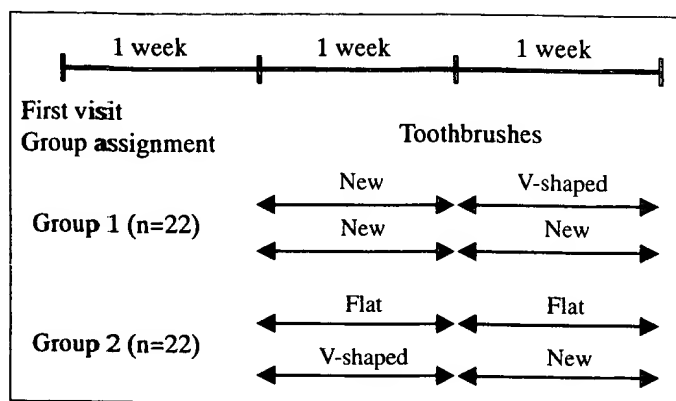 1 week 1 week 1 week
First visit
Group assignment
Toothbrushes
New V-shaped
Group 1 (n=22)
New New
Flat Flat
Group 2 (n=22)
V-shaped New